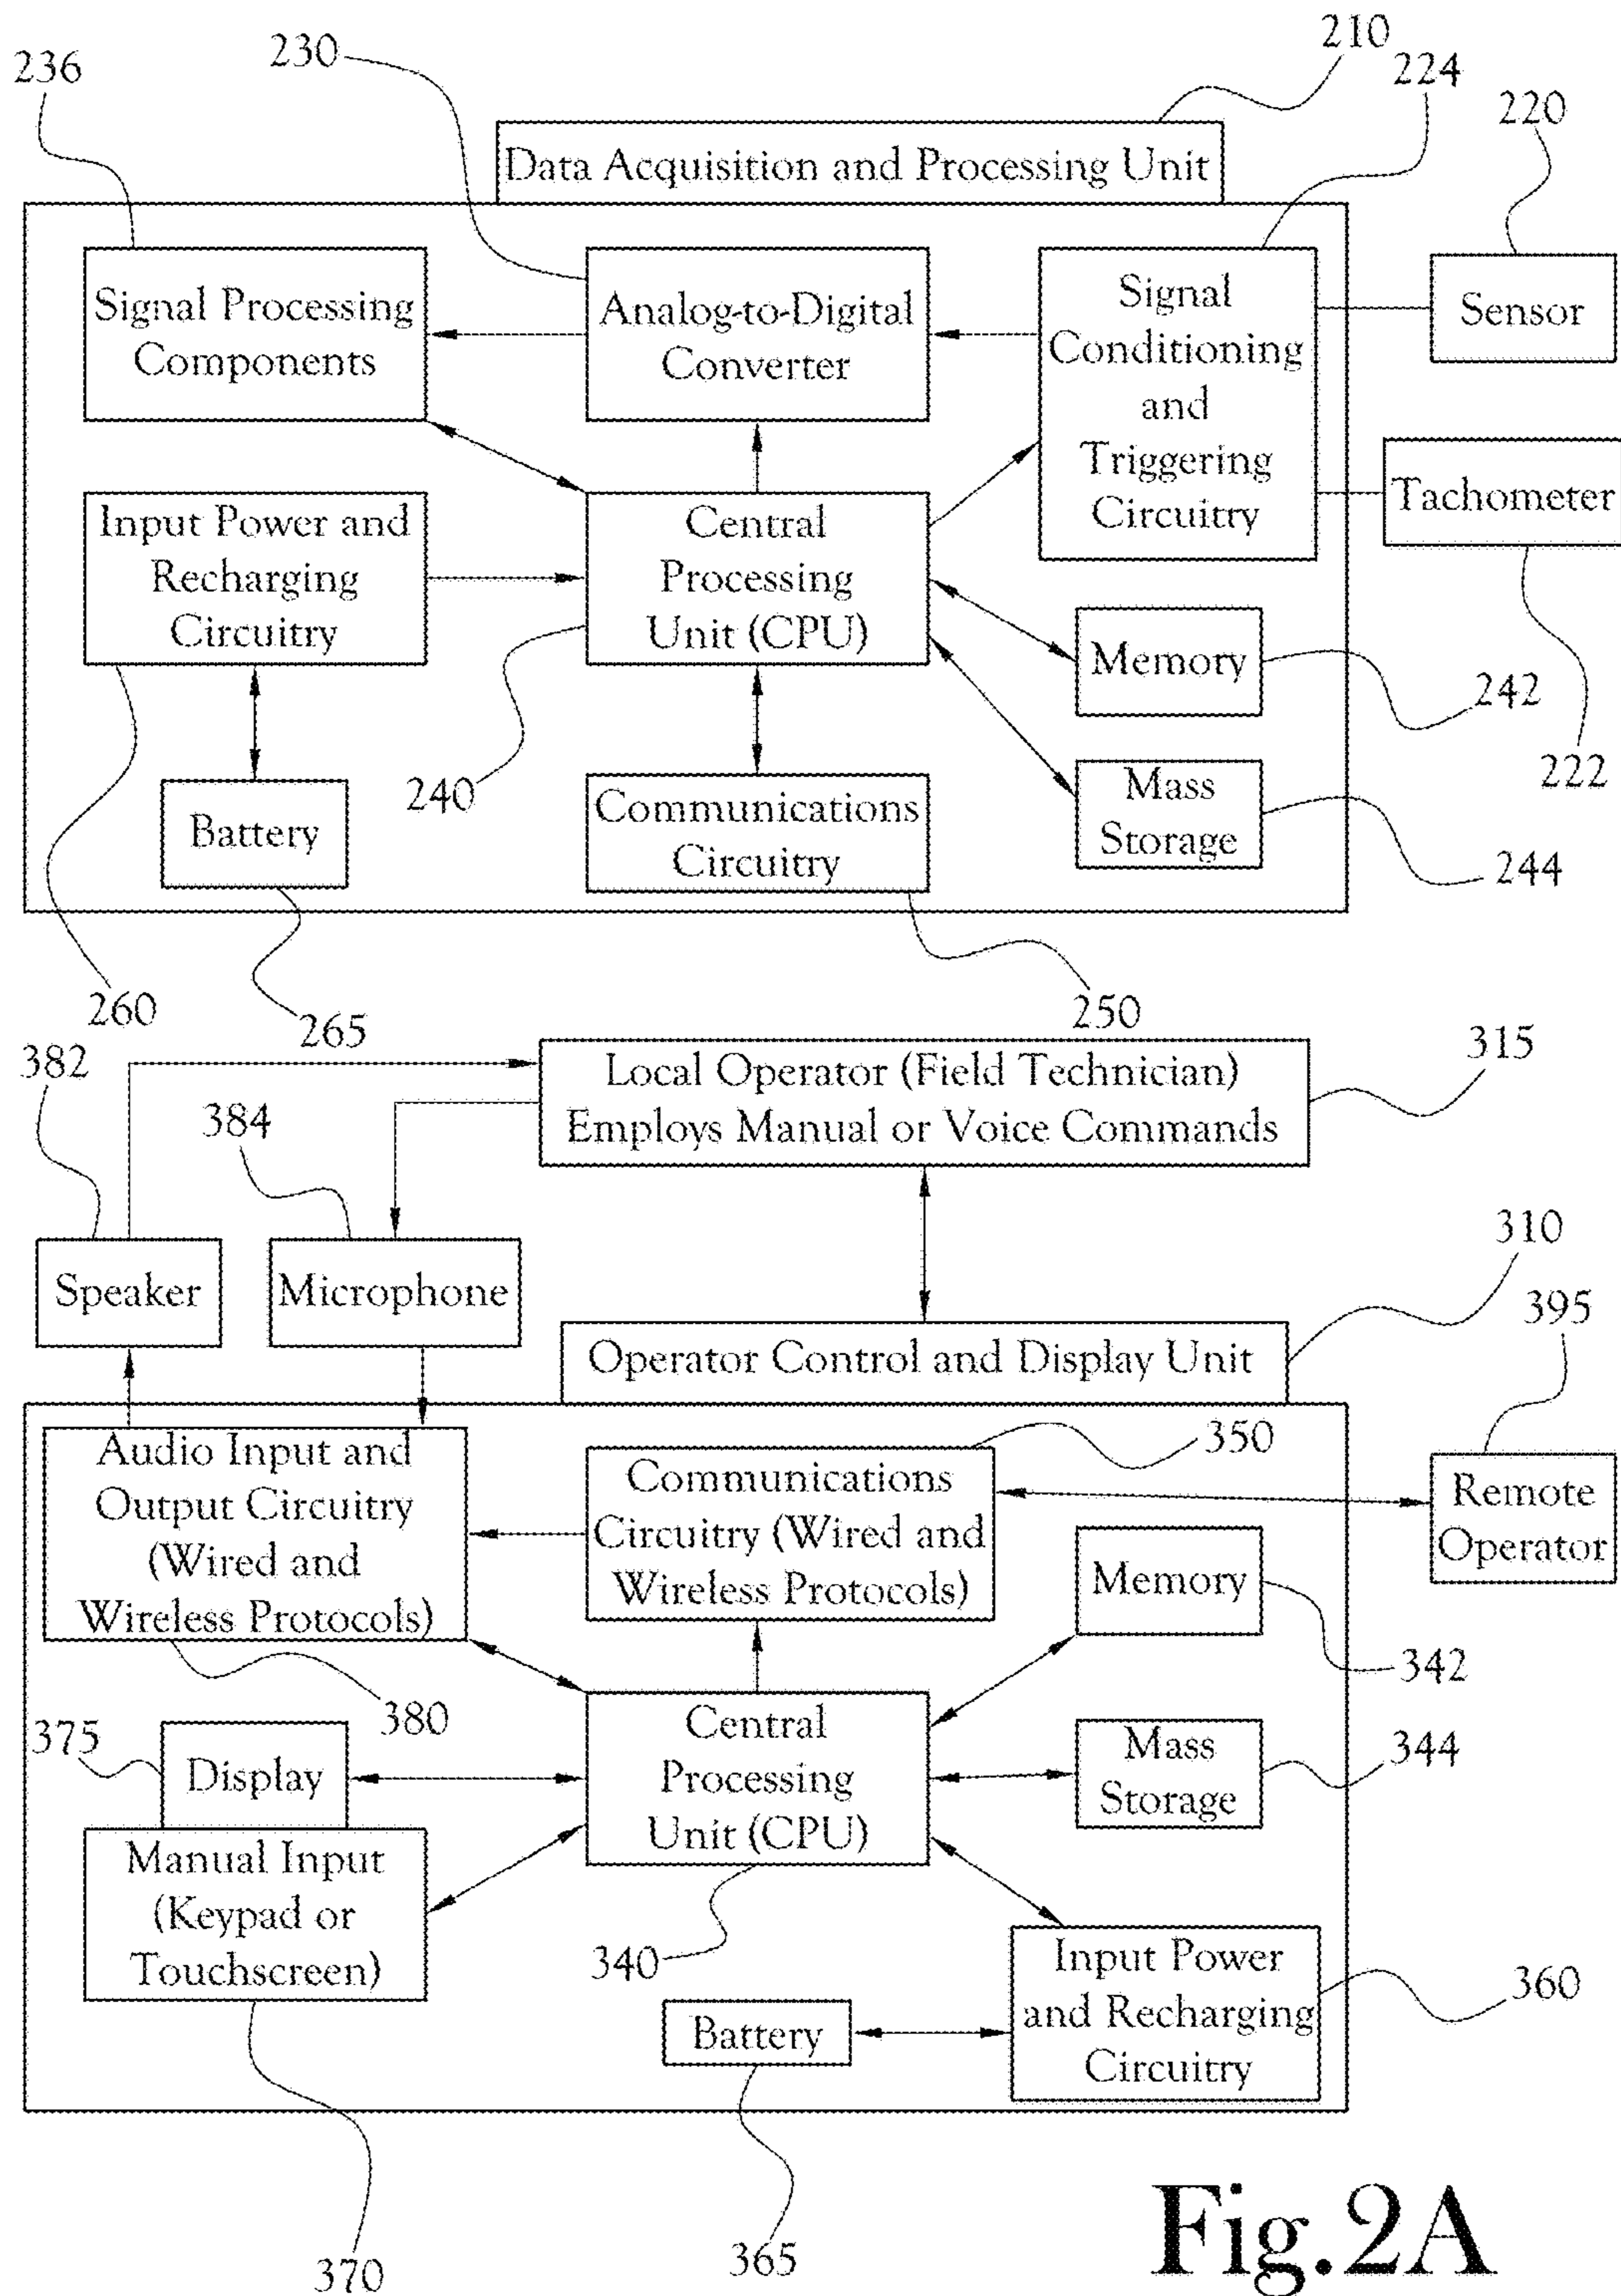 210
230
236
224
220
Data Acquisition and Processing Unit
Signal Processing
Components
Analog-to-Digital
Converter
Signal
Conditioning
and
Triggering
Circuitry
Sensor
Tachometer
Input Power and
Recharging
Circuitry
Central
Processing
Unit (CPU)
Memory
242
222
240
Mass
Storage
Battery
Communications
Circuitry
244
260
265
250
382
315
Local Operator (Field Technician)
Employs Manual or Voice Commands
384
310
Speaker
Microphone
395
Operator Control and Display Unit
350
Audio Input and
Output Circuitry
(Wired and
Wireless Protocols)
Communications
Circuitry (Wired and
Wireless Protocols)
Remote
Operator
Memory
342
380
375
Display
Central
Processing
Unit (CPU)
Mass
Storage
344
Manual Input
(Keypad or
Touchscreen)
340
Input Power
and Recharging
Circuitry
360
Battery
365
370
Fig.2A